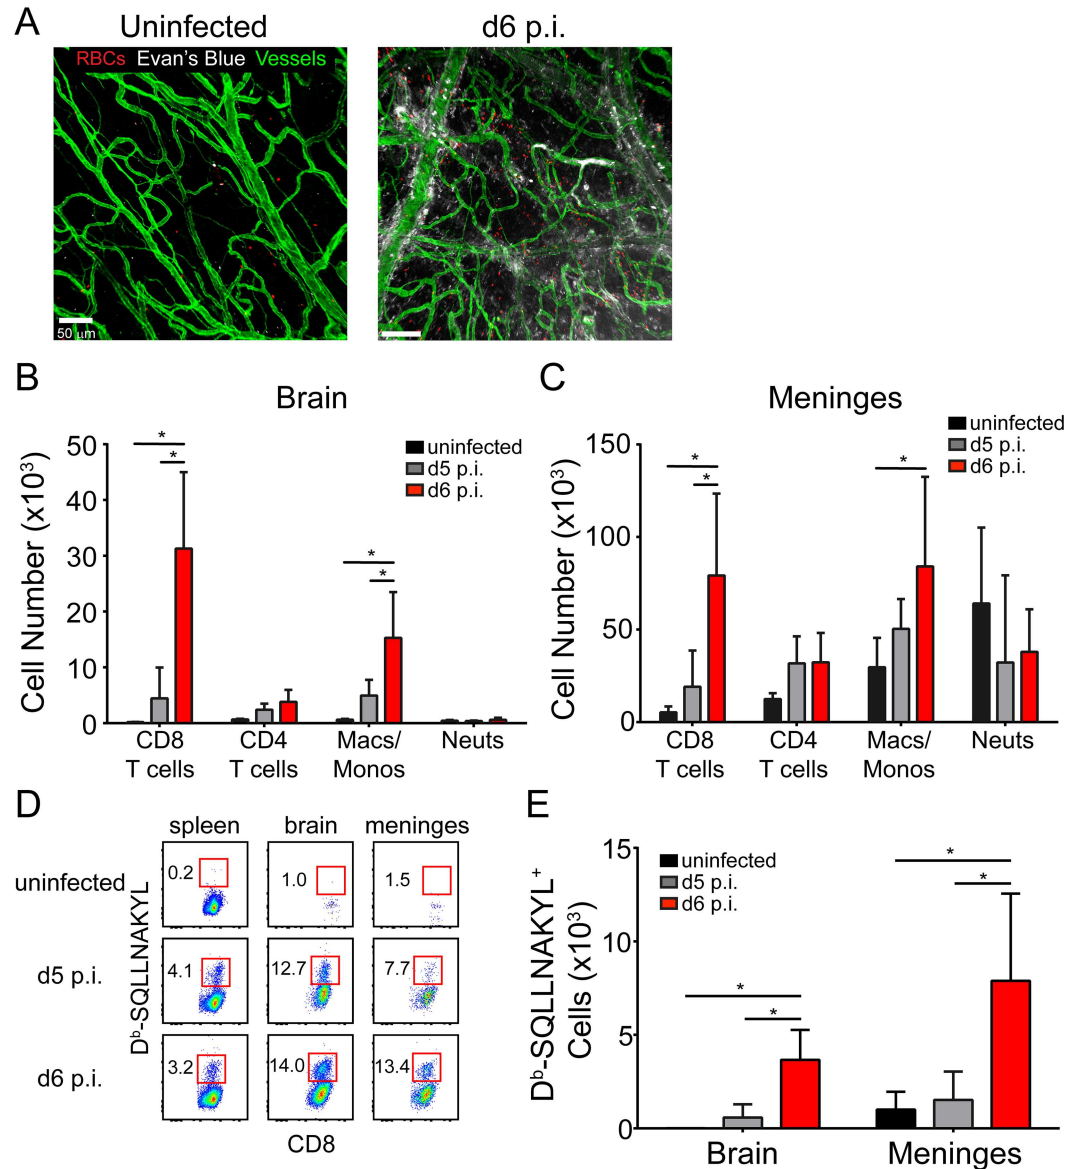 A
Uninfected
d6 p.i.
RBCs Evan's Blue Vessels
50 µm
B
Brain
Cell Number (x10³)
50
40
30
20
10
0
*
*
*
*
uninfected
d5 p.i.
d6 p.i.
CD8
T cells
CD4
T cells
Macs/
Monos
Neuts
C
Meninges
Cell Number (x10³)
150
100
50
0
*
*
*
uninfected
d5 p.i.
d6 p.i.
CD8
T cells
CD4
T cells
Macs/
Monos
Neuts
D
spleen brain meninges
uninfected
0.2 1.0 1.5
d5 p.i.
4.1 12.7 7.7
d6 p.i.
3.2 14.0 13.4
Dᵇ-SQLLNAKYL
CD8
E
Dᵇ-SQLLNAKYL⁺
Cells (x10³)
15
10
5
0
uninfected
d5 p.i.
d6 p.i.
*
*
*
*
Brain
Meninges